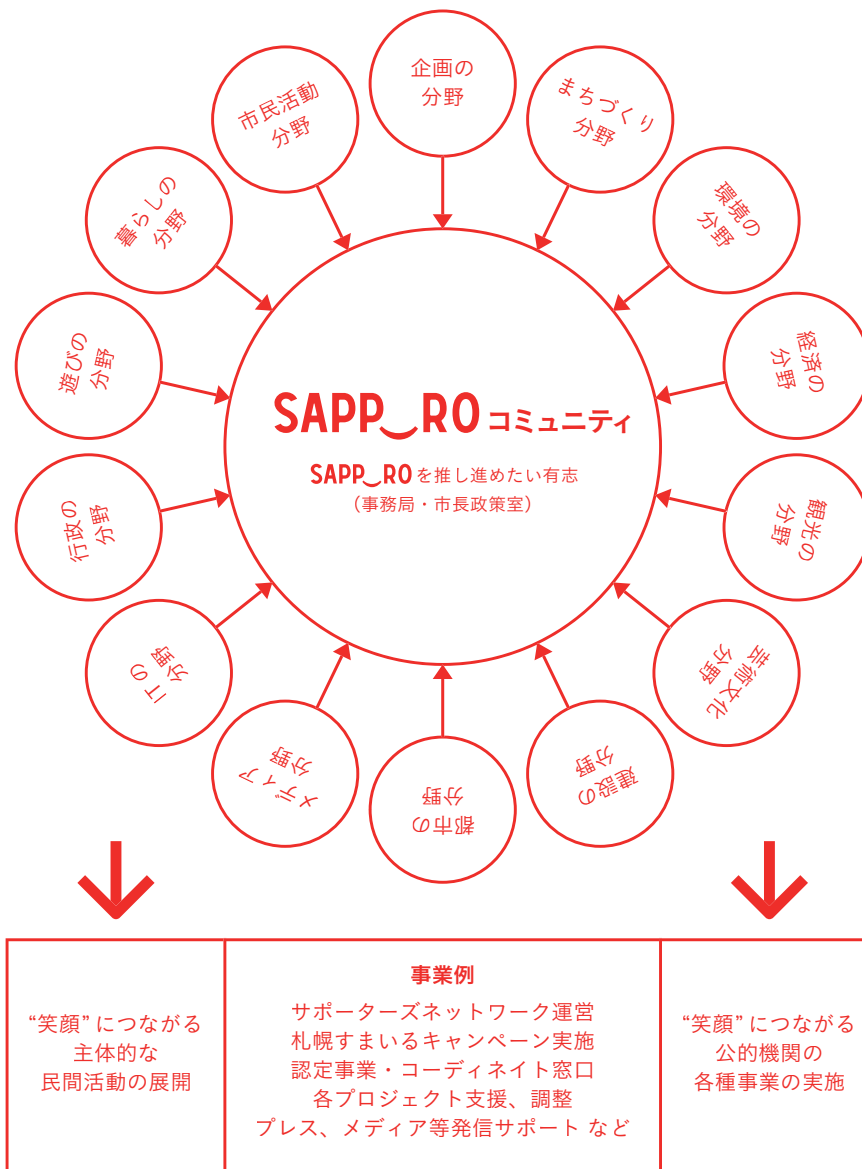 企画の
分野
まちづくり
分野
環境の
分野
経済の
分野
観光の
分野
芸術文化
分野
建設の
分野
都市の
分野
メディア
分野
ITの
分野
行政の
分野
遊びの
分野
暮らしの
分野
市民活動
分野
SAPP‿RO コミュニティ
SAPP‿RO を推し進めたい有志
(事務局・市長政策室)
“笑顔” につながる
主体的な
民間活動の展開
事業例
サポーターズネットワーク運営
札幌すまいるキャンペーン実施
認定事業・コーディネイト窓口
各プロジェクト支援、調整
プレス、メディア等発信サポート など
“笑顔” につながる
公的機関の
各種事業の実施